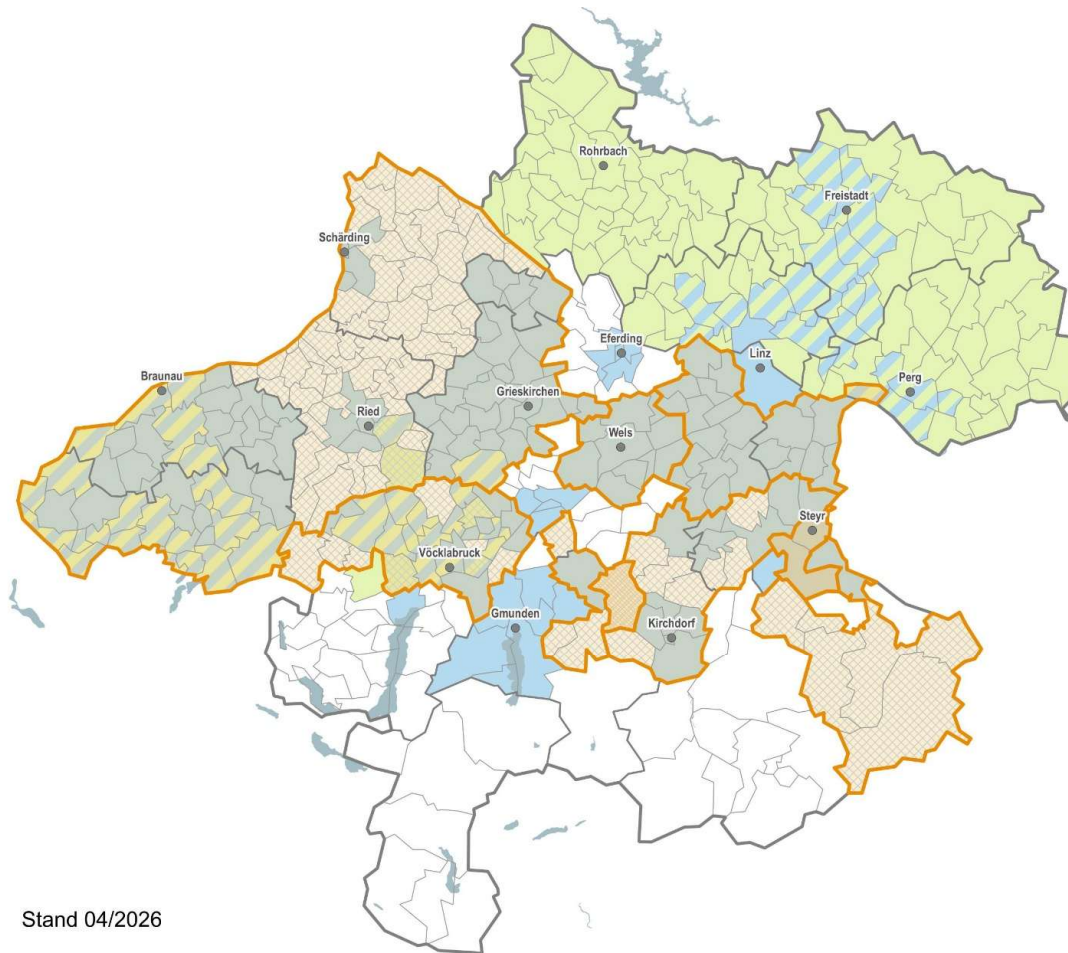 Rohrbach
Freistadt
Schärding
Eferding
Linz
Braunau
Perg
Grieskirchen
Ried
Wels
Steyr
Vöcklabruck
Gmunden
Kirchdorf
Stand 04/2026